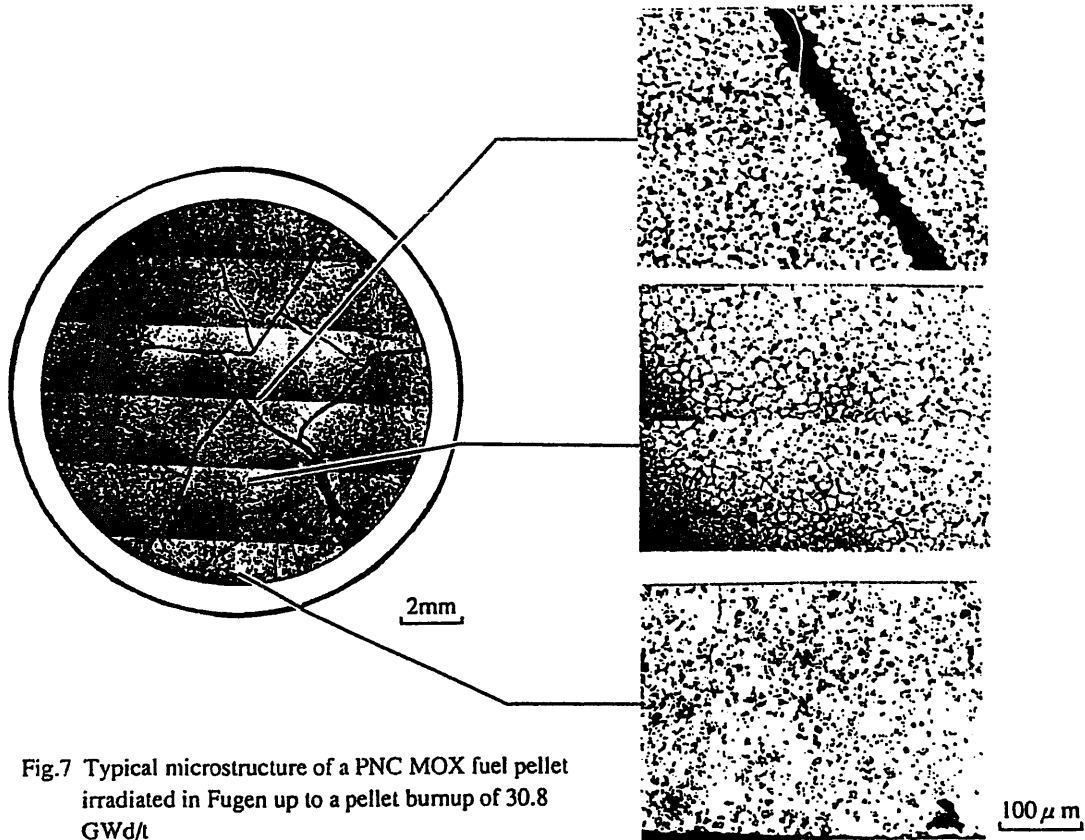 2mm
Fig.7 Typical microstructure of a PNC MOX fuel pellet
irradiated in Fugen up to a pellet burnup of 30.8
GWd/t
100 μ m